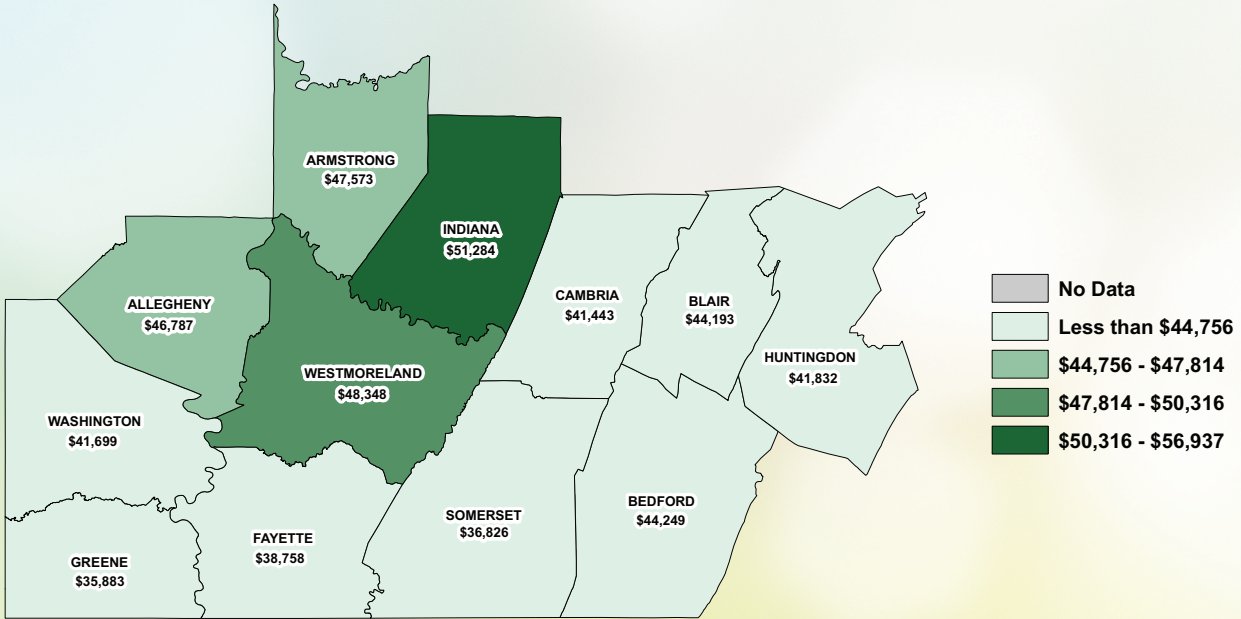 ARMSTRONG
$47,573
INDIANA
$51,284
ALLEGHENY
$46,787
CAMBRIA
$41,443
BLAIR
$44,193
HUNTINGDON
$41,832
WESTMORELAND
$48,348
WASHINGTON
$41,699
BEDFORD
$44,249
SOMERSET
$36,826
FAYETTE
$38,758
GREENE
$35,883
No Data
Less than $44,756
$44,756 - $47,814
$47,814 - $50,316
$50,316 - $56,937